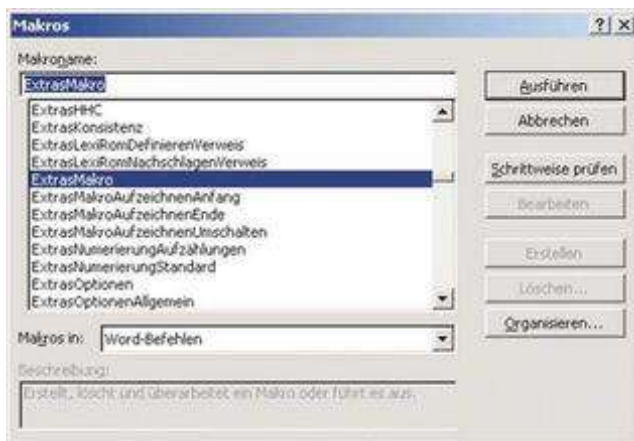 Makros
Makroname:
ExtrasMakro
ExtrasHHC
ExtrasKonsistenz
ExtrasLexiRomDefinierenVerweis
ExtrasLexiRomNachschlagenVerweis
ExtrasMakro
ExtrasMakroAufzeichnenAnfang
ExtrasMakroAufzeichnenEnde
ExtrasMakroAufzeichnenUmschalten
ExtrasNumerierungAufzählungen
ExtrasNumerierungStandard
ExtrasOptionen
ExtrasOptionenAllgemein
Makros in: Word-Befehlen
Beschreibung:
Erstellt, löscht und überarbeitet ein Makro oder führt es aus.
Ausführen
Abbrechen
Schrittweise prüfen
Bearbeiten
Erstellen
Löschen...
Organisieren...